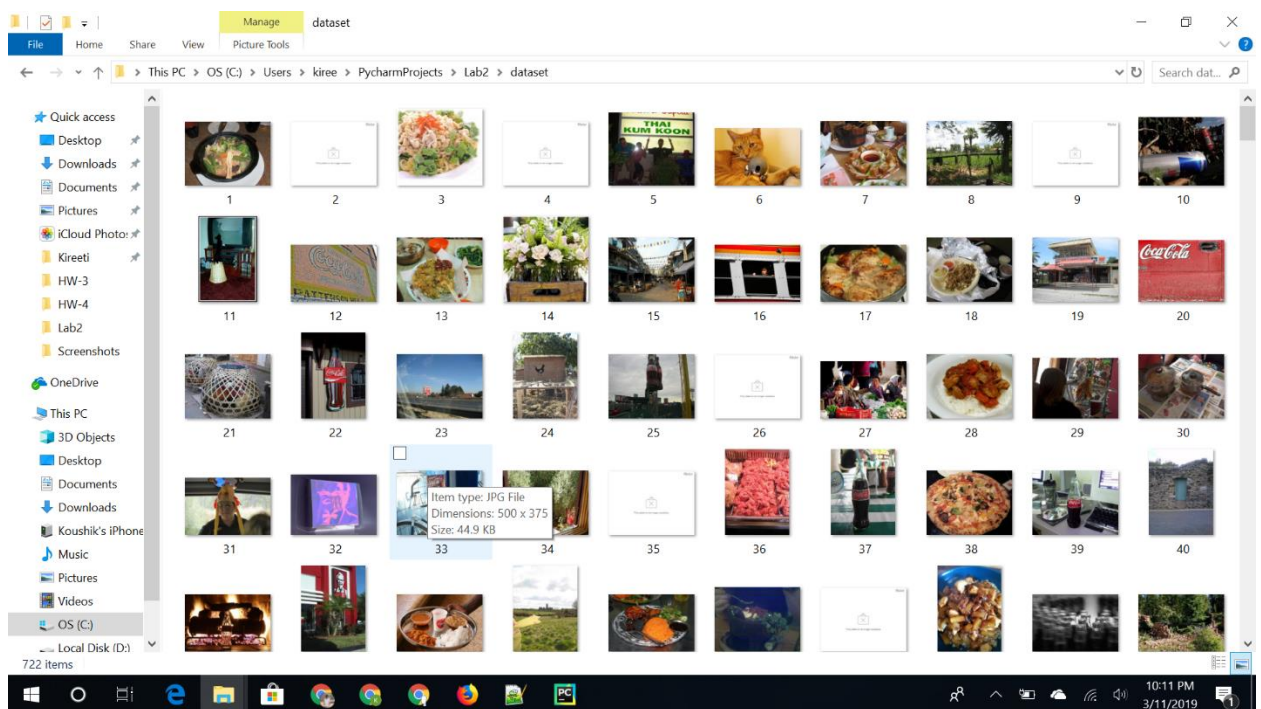 Manage dataset
File Home Share View Picture Tools
This PC > OS (C:) > Users > kiree > PycharmProjects > Lab2 > dataset
Search dat...
Quick access
Desktop
Downloads
Documents
Pictures
iCloud Photo:
Kireeti
HW-3
HW-4
Lab2
Screenshots
OneDrive
This PC
3D Objects
Desktop
Documents
Downloads
Koushik's iPhone
Music
Pictures
Videos
OS (C:)
Local Disk (D:)
THAI
KUM KOON
1 2 3 4 5 6 7 8 9 10
Coca-Cola
11 12 13 14 15 16 17 18 19 20
21 22 23 24 25 26 27 28 29 30
Item type: JPG File
Dimensions: 500 x 375
Size: 44.9 KB
31 32 33 34 35 36 37 38 39 40
722 items
PC
10:11 PM
3/11/2019
1